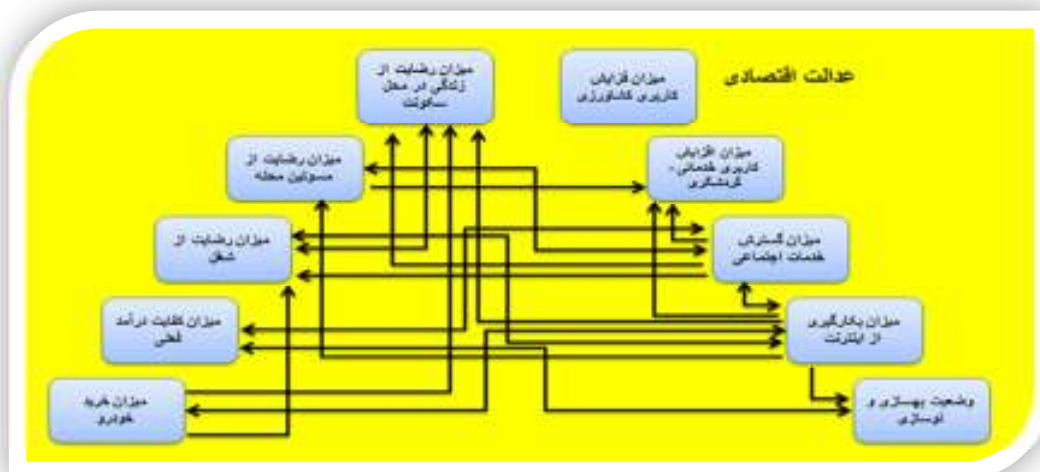 عدالت اقتصادی
میزان فزایش
کاربری کشاورزی
میزان رضایت از
زندگی در محل
سکونت
میزان افزایش
کاربری خدماتی-
گردشگری
میزان رضایت از
مسولین محله
میزان گسترش
خدمات اجتماعی
میزان رضایت از
شغل
میزان بکارگیری
از اینترنت
میزان کفایت درآمد
فعلی
وضعیت بهسازی و
نوسازی
میزان خرید
خودرو